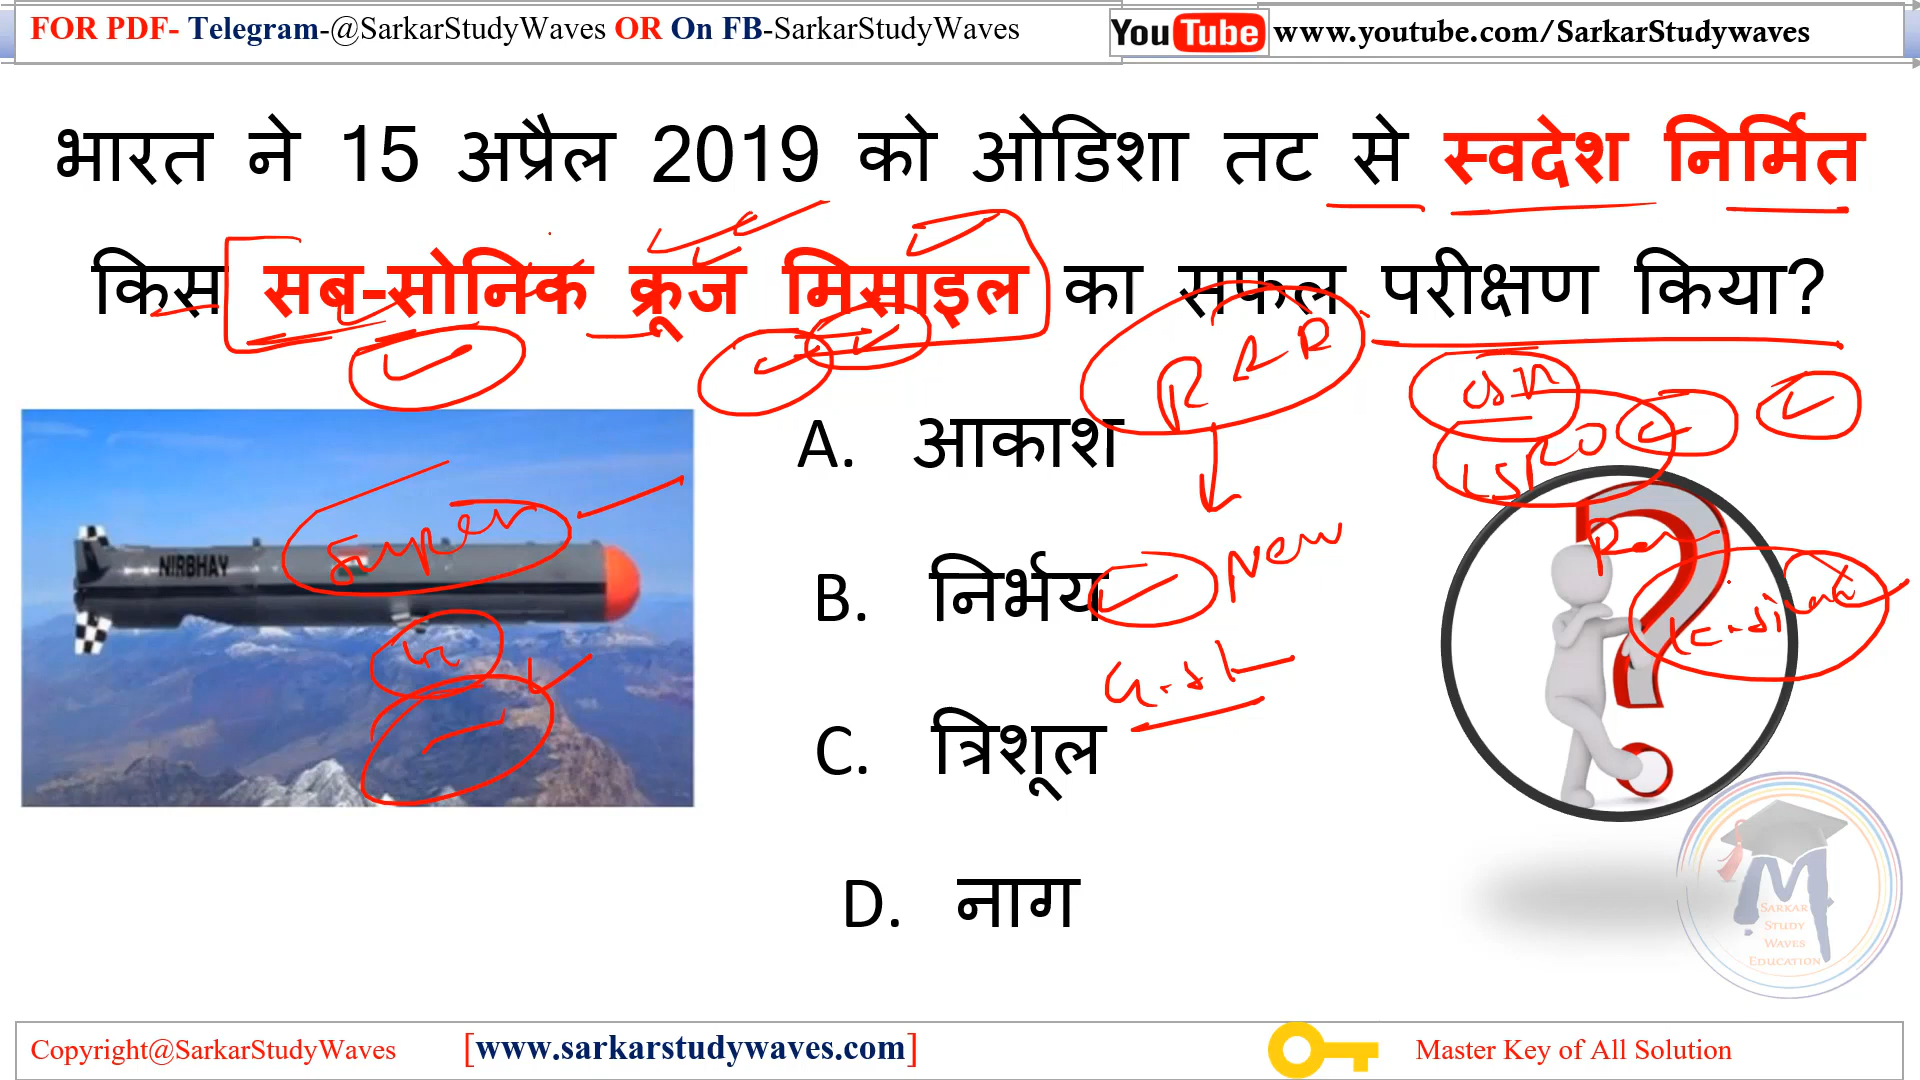 FOR PDF- Telegram-@SarkarStudyWaves OR On FB-SarkarStudyWaves
YouTube www.youtube.com/SarkarStudywaves
भारत ने 15 अप्रैल 2019 को ओडिशा तट से स्वदेश निर्मित
किस सब-सोनिक क्रूज मिसाइल का सफल परीक्षण किया?
RRR
ISRO
A. आकाश
super
NIRBHAY
B. निर्भय
New
C. त्रिशूल
D. नाग
M
SARKAR
STUDY
WAVES
EDUCATION
Copyright@SarkarStudyWaves [www.sarkarstudywaves.com] Master Key of All Solution